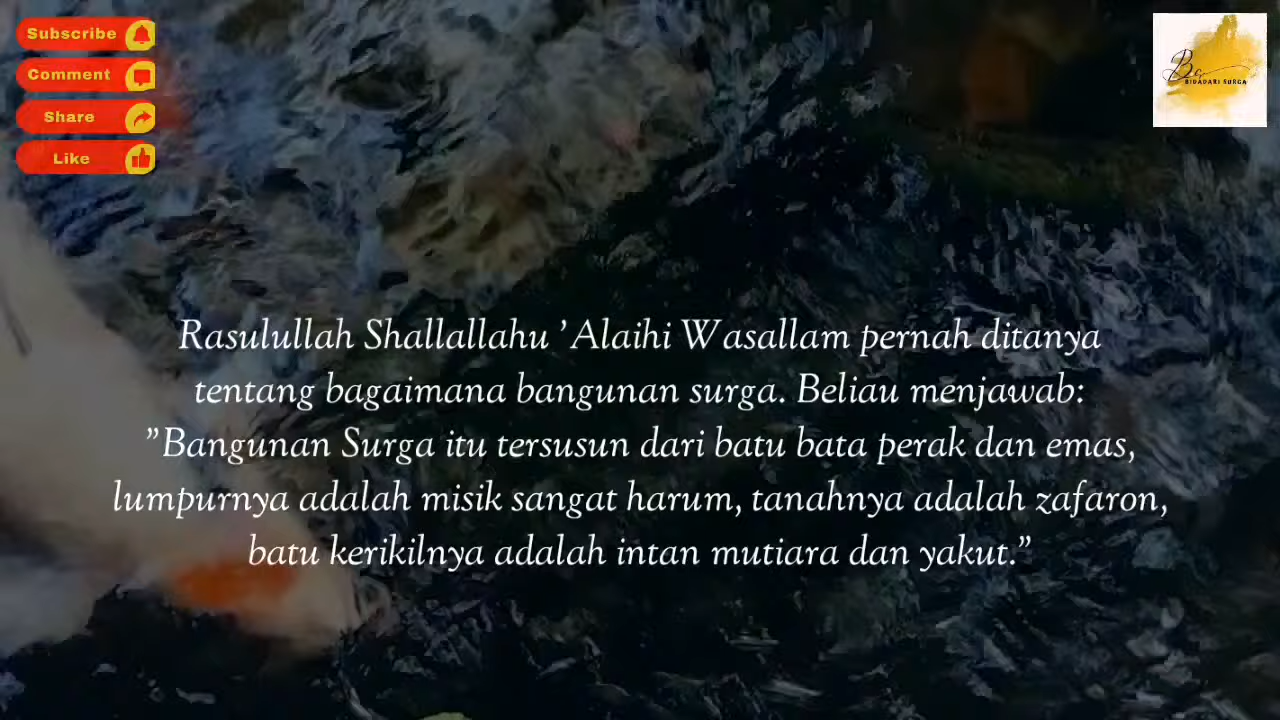 Subscribe
Comment
Share
Like
BIDADARI SURGA
Rasulullah Shallallahu ’Alaihi Wasallam pernah ditanya
tentang bagaimana bangunan surga. Beliau menjawab:
”Bangunan Surga itu tersusun dari batu bata perak dan emas,
lumpurnya adalah misik sangat harum, tanahnya adalah zafaron,
batu kerikilnya adalah intan mutiara dan yakut.”